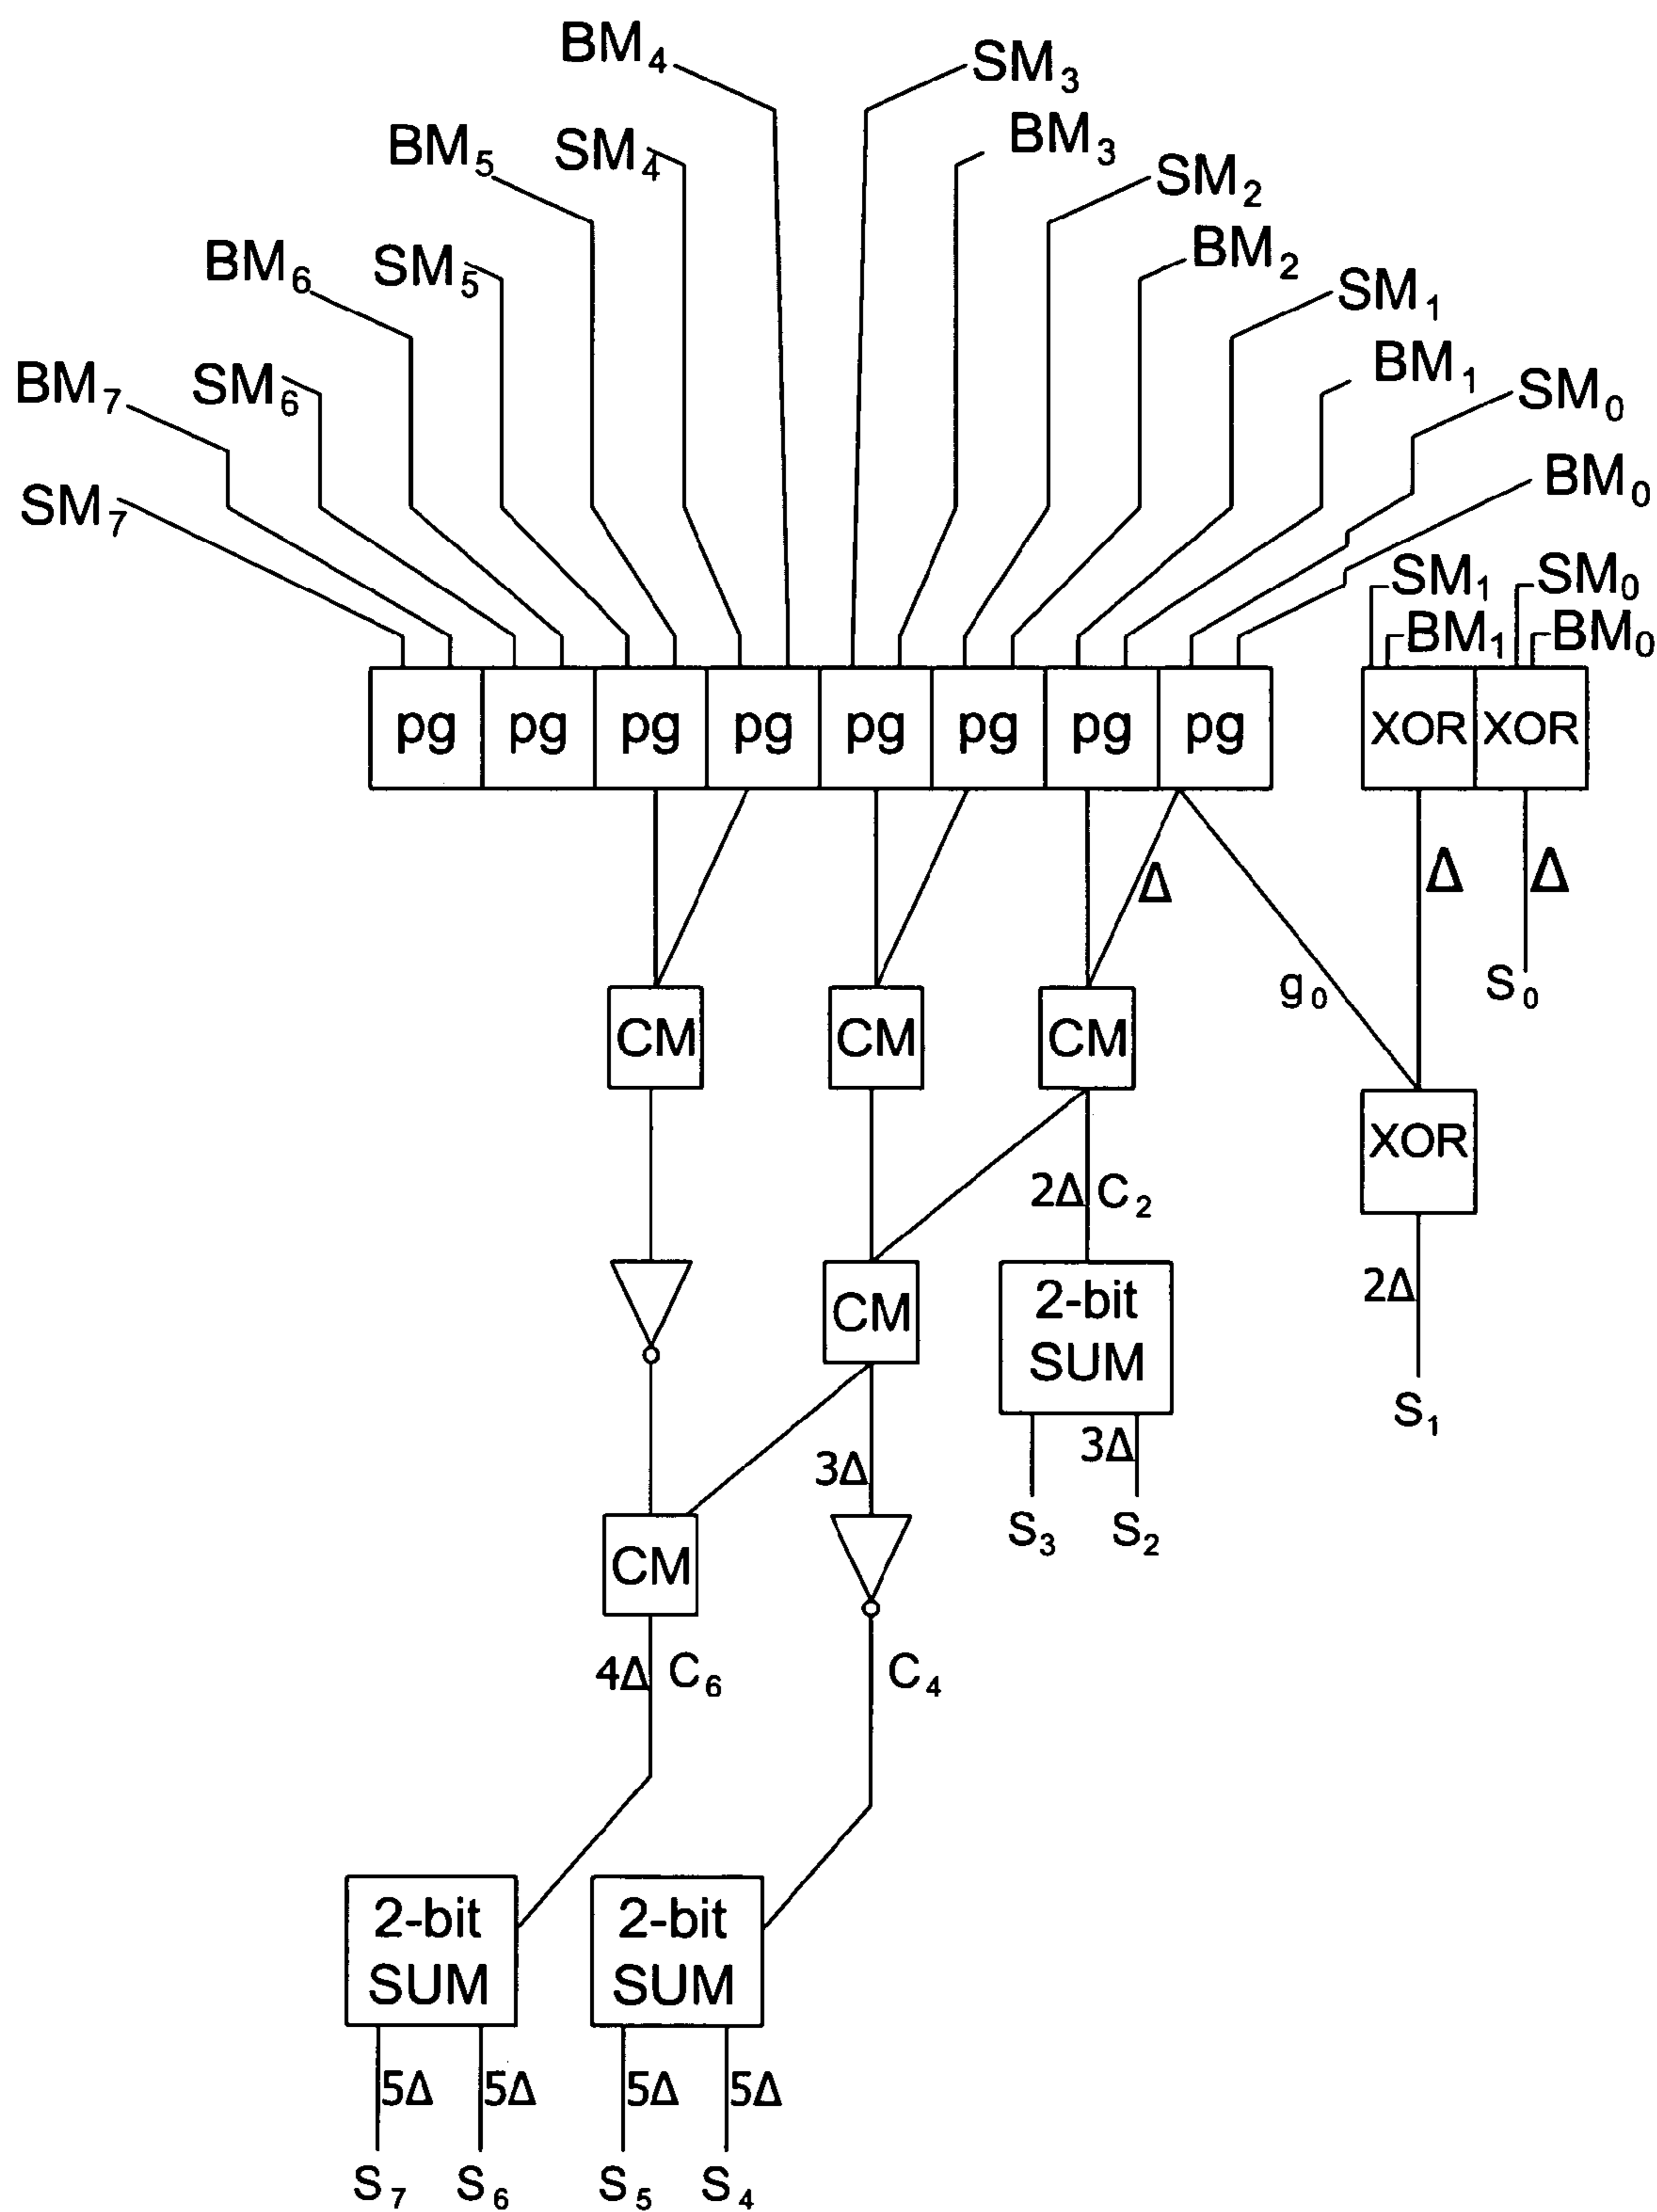 BM₄
SM₃
BM₅ SM₄
BM₃
SM₂
BM₆ SM₅
BM₂
SM₁
BM₇ SM₆
BM₁
SM₀
SM₇
BM₀
SM₁ SM₀
BM₁ BM₀
pg pg pg pg pg pg pg pg XOR XOR
Δ Δ Δ
g₀ S₀
CM CM CM
XOR
2Δ C₂
2Δ
CM
2-bit
SUM
S₁
3Δ 3Δ
S₃ S₂
CM
4Δ C₆ C₄
2-bit 2-bit
SUM SUM
5Δ 5Δ 5Δ 5Δ
S₇ S₆ S₅ S₄